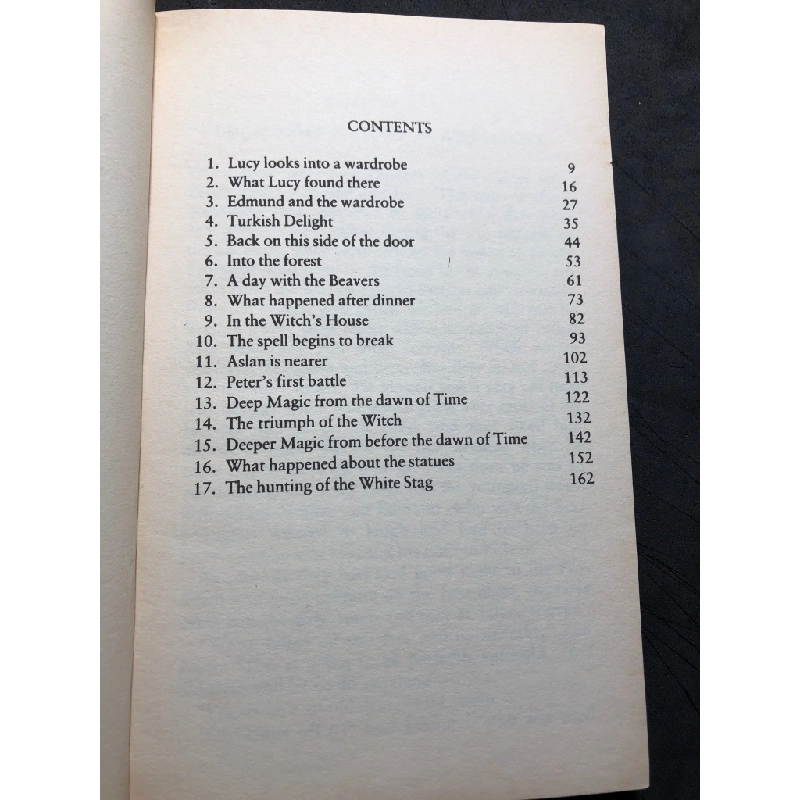 CONTENTS
1. Lucy looks into a wardrobe 9
2. What Lucy found there 16
3. Edmund and the wardrobe 27
4. Turkish Delight 35
5. Back on this side of the door 44
6. Into the forest 53
7. A day with the Beavers 61
8. What happened after dinner 73
9. In the Witch's House 82
10. The spell begins to break 93
11. Aslan is nearer 102
12. Peter's first battle 113
13. Deep Magic from the dawn of Time 122
14. The triumph of the Witch 132
15. Deeper Magic from before the dawn of Time 142
16. What happened about the statues 152
17. The hunting of the White Stag 162